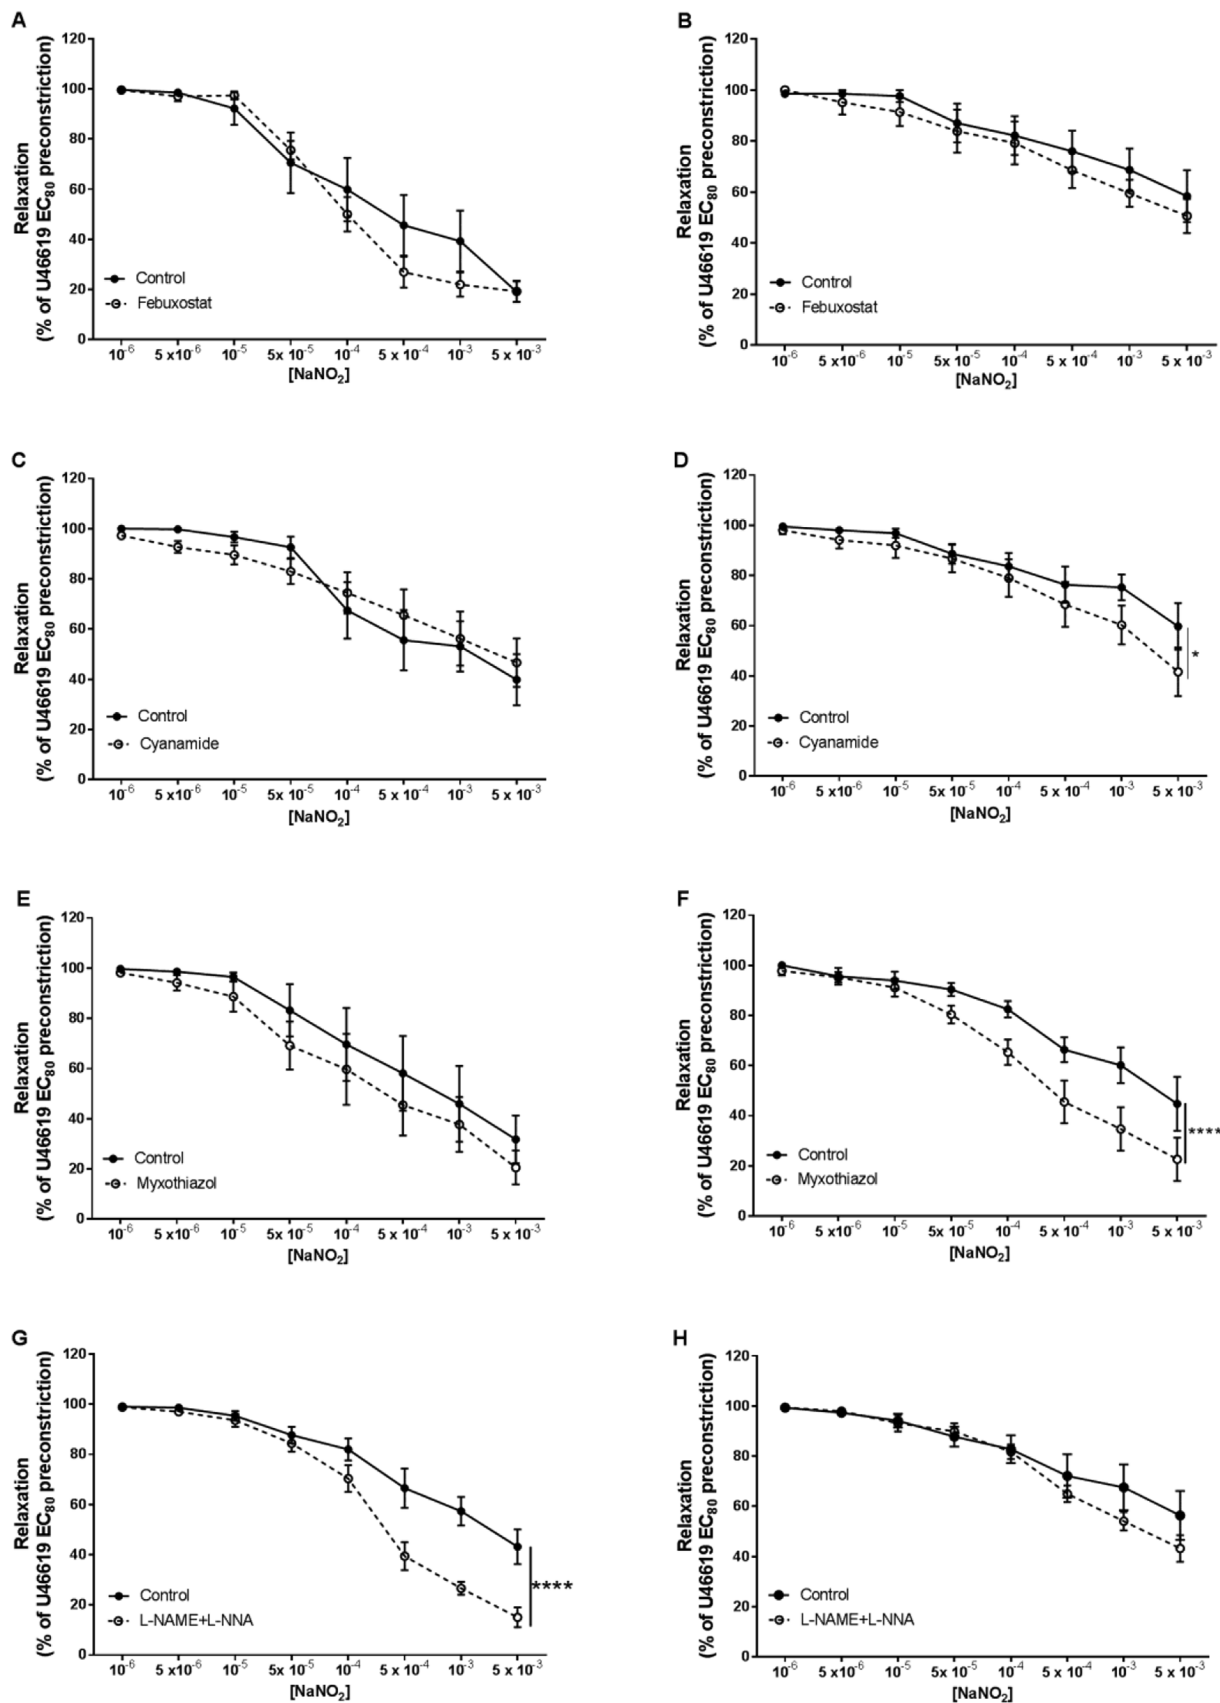 A
Relaxation
(% of U46619 EC80 preconstriction)
120
100
80
60
40
20
0
Control
Febuxostat
10-6 5 x10-6 10-5 5x 10-5 10-4 5 x 10-4 10-3 5 x 10-3
[NaNO2]
B
Relaxation
(% of U46619 EC80 preconstriction)
120
100
80
60
40
20
0
Control
Febuxostat
10-6 5 x10-6 10-5 5x 10-5 10-4 5 x 10-4 10-3 5 x 10-3
[NaNO2]
C
Relaxation
(% of U46619 EC80 preconstriction)
120
100
80
60
40
20
0
Control
Cyanamide
10-6 5 x10-6 10-5 5x 10-5 10-4 5 x 10-4 10-3 5 x 10-3
[NaNO2]
D
Relaxation
(% of U46619 EC80 preconstriction)
120
100
80
60
40
20
0
*
Control
Cyanamide
10-6 5 x10-6 10-5 5x 10-5 10-4 5 x 10-4 10-3 5 x 10-3
[NaNO2]
E
Relaxation
(% of U46619 EC80 preconstriction)
120
100
80
60
40
20
0
Control
Myxothiazol
10-6 5 x10-6 10-5 5x 10-5 10-4 5 x 10-4 10-3 5 x 10-3
[NaNO2]
F
Relaxation
(% of U46619 EC80 preconstriction)
120
100
80
60
40
20
0
****
Control
Myxothiazol
10-6 5 x10-6 10-5 5x 10-5 10-4 5 x 10-4 10-3 5 x 10-3
[NaNO2]
G
Relaxation
(% of U46619 EC80 preconstriction)
120
100
80
60
40
20
0
****
Control
L-NAME+L-NNA
10-6 5 x10-6 10-5 5x 10-5 10-4 5 x 10-4 10-3 5 x 10-3
[NaNO2]
H
Relaxation
(% of U46619 EC80 preconstriction)
120
100
80
60
40
20
0
Control
L-NAME+L-NNA
10-6 5 x10-6 10-5 5x 10-5 10-4 5 x 10-4 10-3 5 x 10-3
[NaNO2]